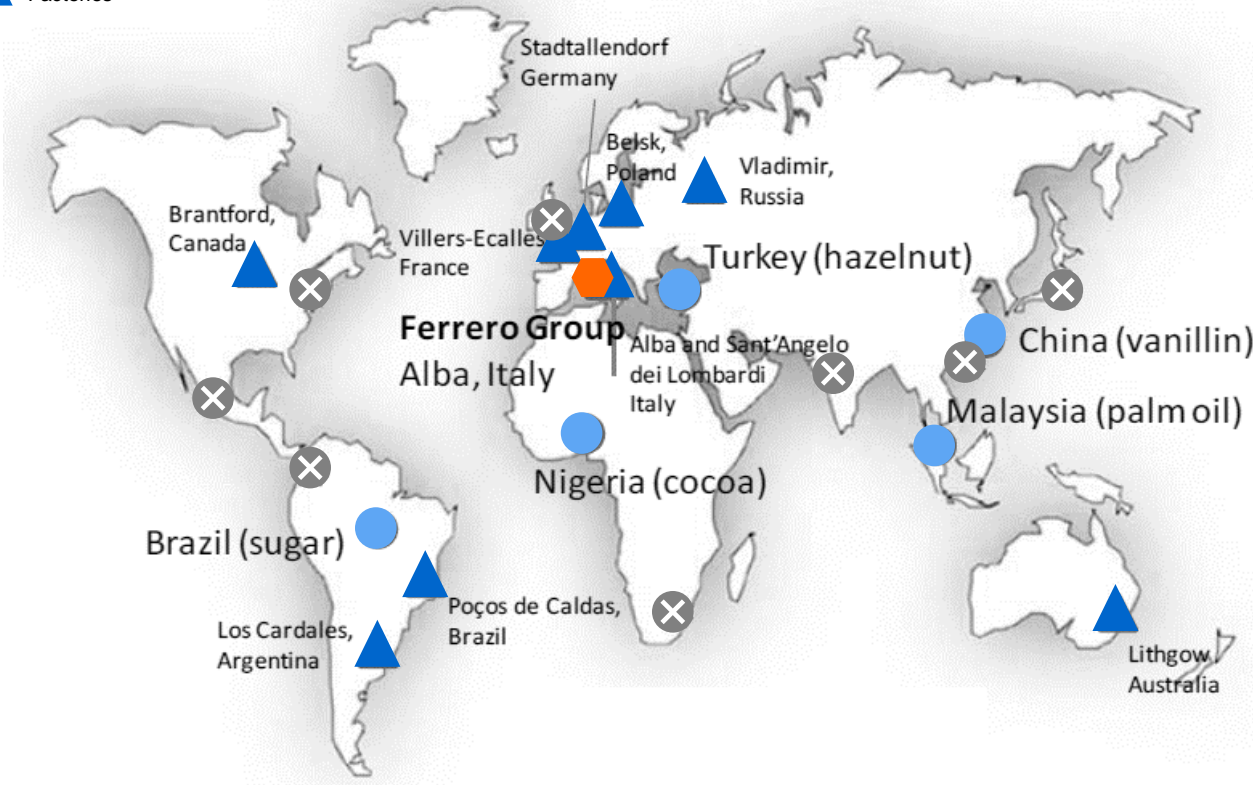 Stadtallendorf
Germany
Belsk,
Poland
Vladimir,
Russia
Brantford,
Canada
Villers-Ecalles
France
Turkey (hazelnut)
Ferrero Group
Alba, Italy
Alba and Sant'Angelo
dei Lombardi
Italy
China (vanillin)
Malaysia (palm oil)
Nigeria (cocoa)
Brazil (sugar)
Poços de Caldas,
Brazil
Los Cardales,
Argentina
Lithgow
Australia